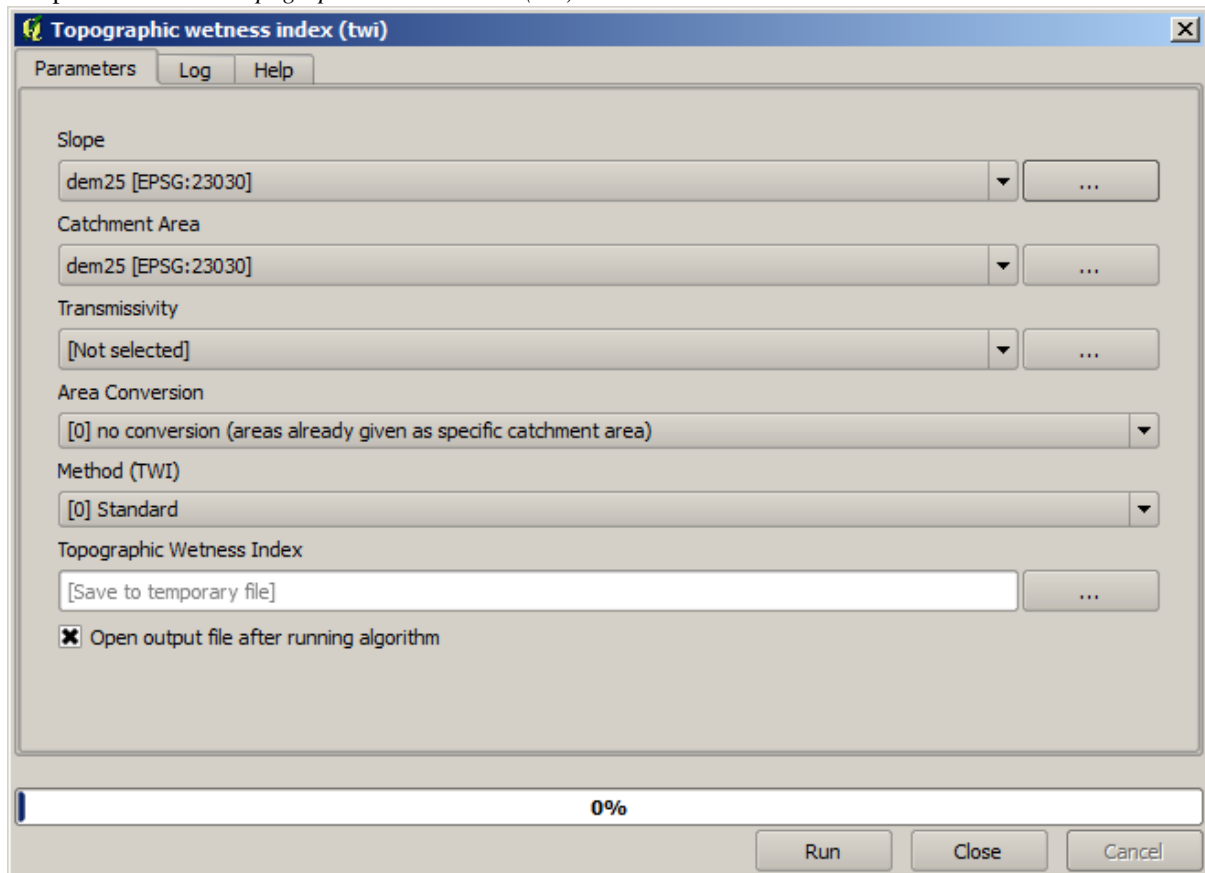 Topographic wetness index (twi)
Parameters Log Help
Slope
dem25 [EPSG:23030] ...
Catchment Area
dem25 [EPSG:23030] ...
Transmissivity
[Not selected] ...
Area Conversion
[0] no conversion (areas already given as specific catchment area)
Method (TWI)
[0] Standard
Topographic Wetness Index
[Save to temporary file] ...
Open output file after running algorithm
0%
Run Close Cancel